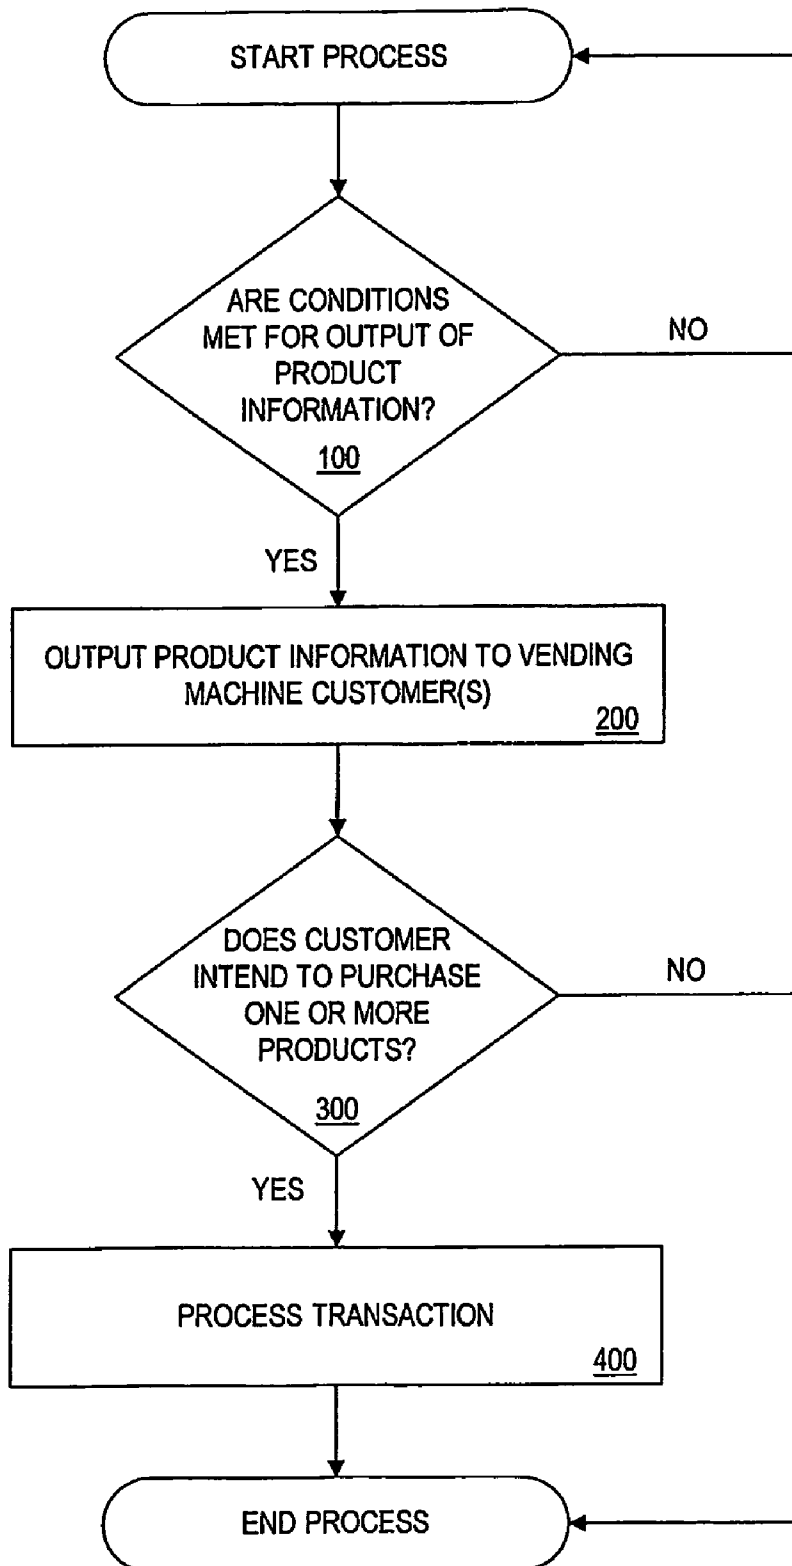 START PROCESS
ARE CONDITIONS
MET FOR OUTPUT OF
PRODUCT
INFORMATION?
100
NO
YES
OUTPUT PRODUCT INFORMATION TO VENDING
MACHINE CUSTOMER(S)
200
DOES CUSTOMER
INTEND TO PURCHASE
ONE OR MORE
PRODUCTS?
300
NO
YES
PROCESS TRANSACTION
400
END PROCESS